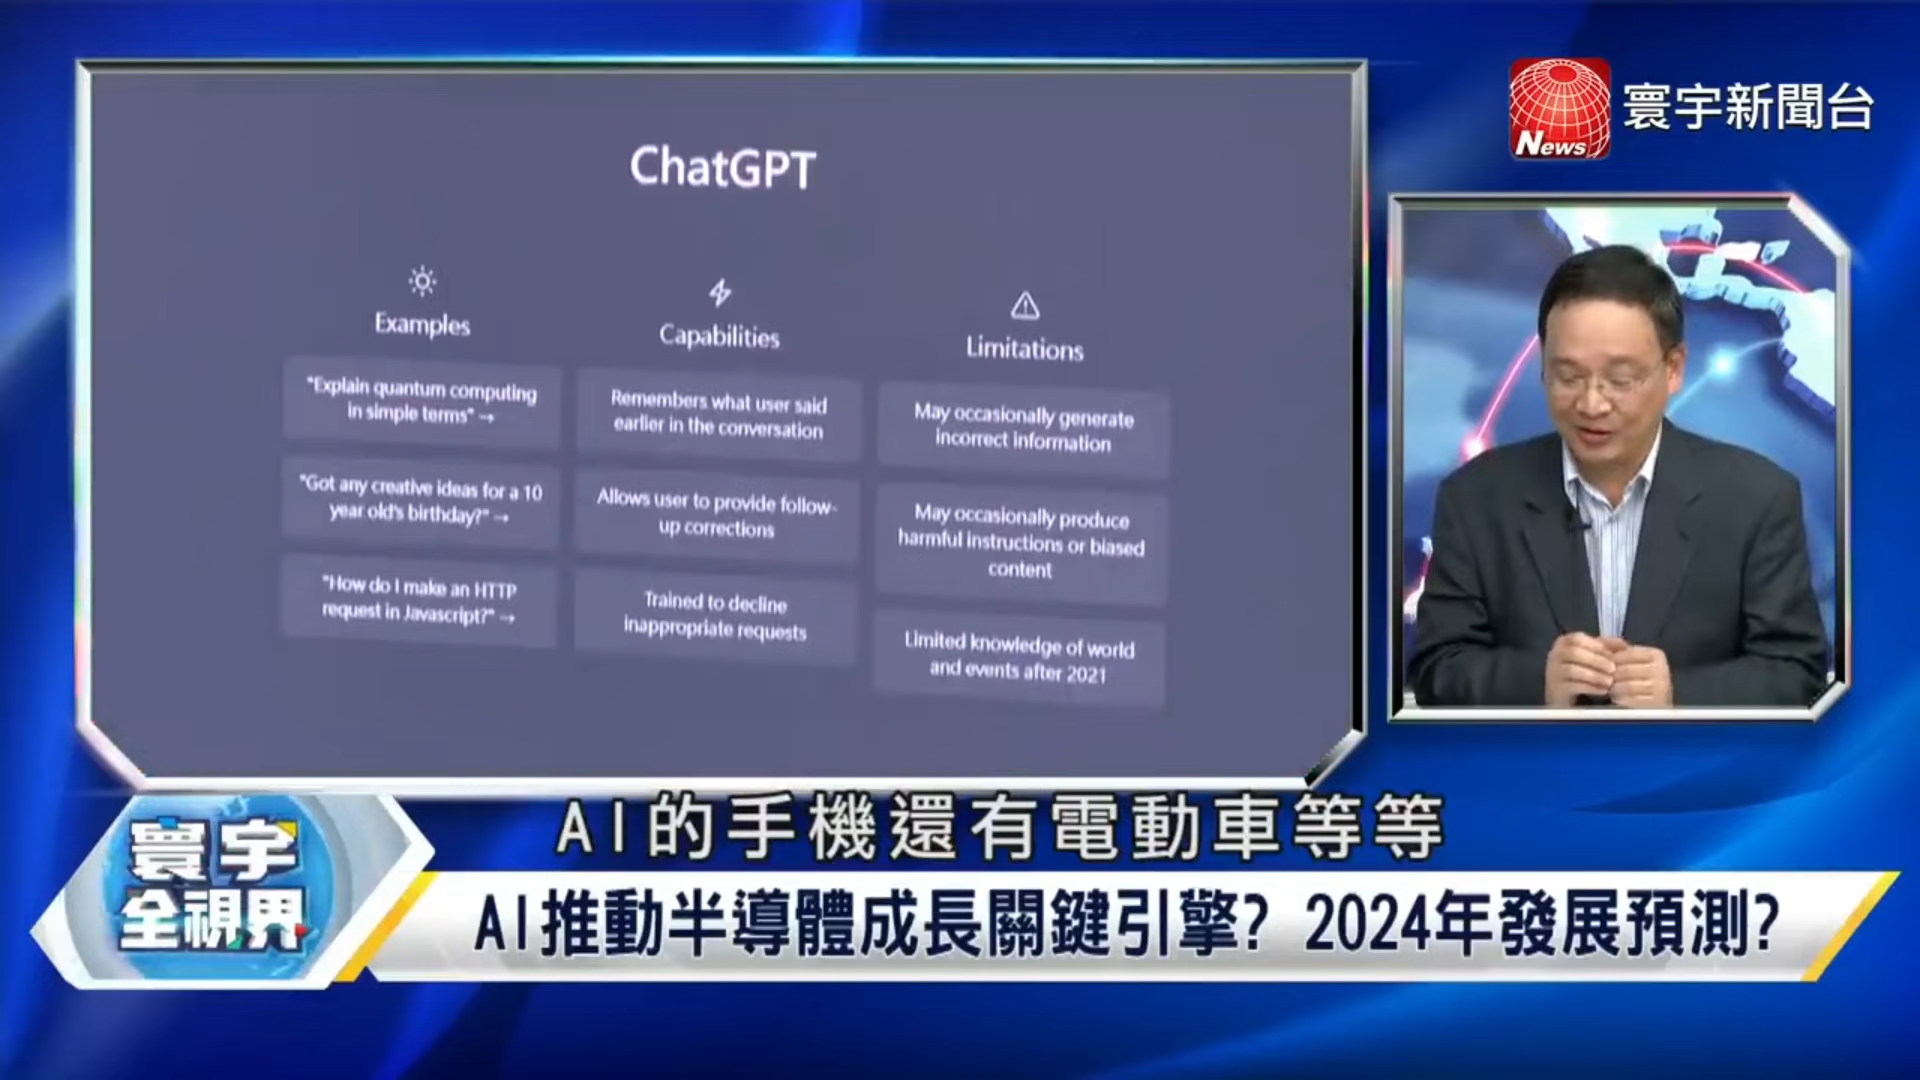 寰宇新聞台
News
ChatGPT
Examples
"Explain quantum computing
in simple terms" →
"Got any creative ideas for a 10
year old's birthday?" →
"How do I make an HTTP
request in Javascript?" →
Capabilities
Remembers what user said
earlier in the conversation
Allows user to provide follow-
up corrections
Trained to decline
inappropriate requests
Limitations
May occasionally generate
incorrect information
May occasionally produce
harmful instructions or biased
content
Limited knowledge of world
and events after 2021
AI的手機還有電動車等等
寰宇
全視界
AI推動半導體成長關鍵引擎? 2024年發展預測?